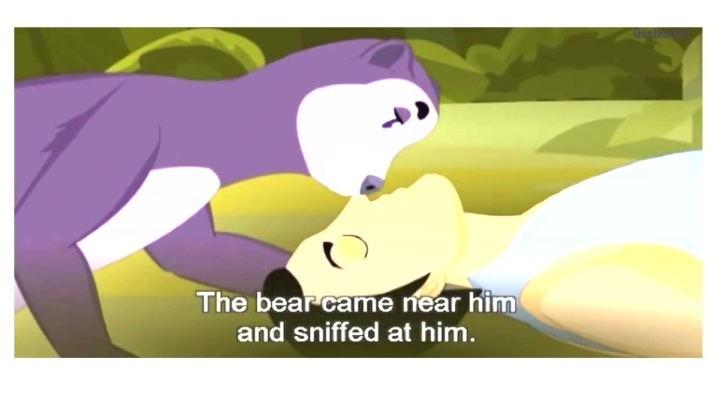 The bear came near him
and sniffed at him.